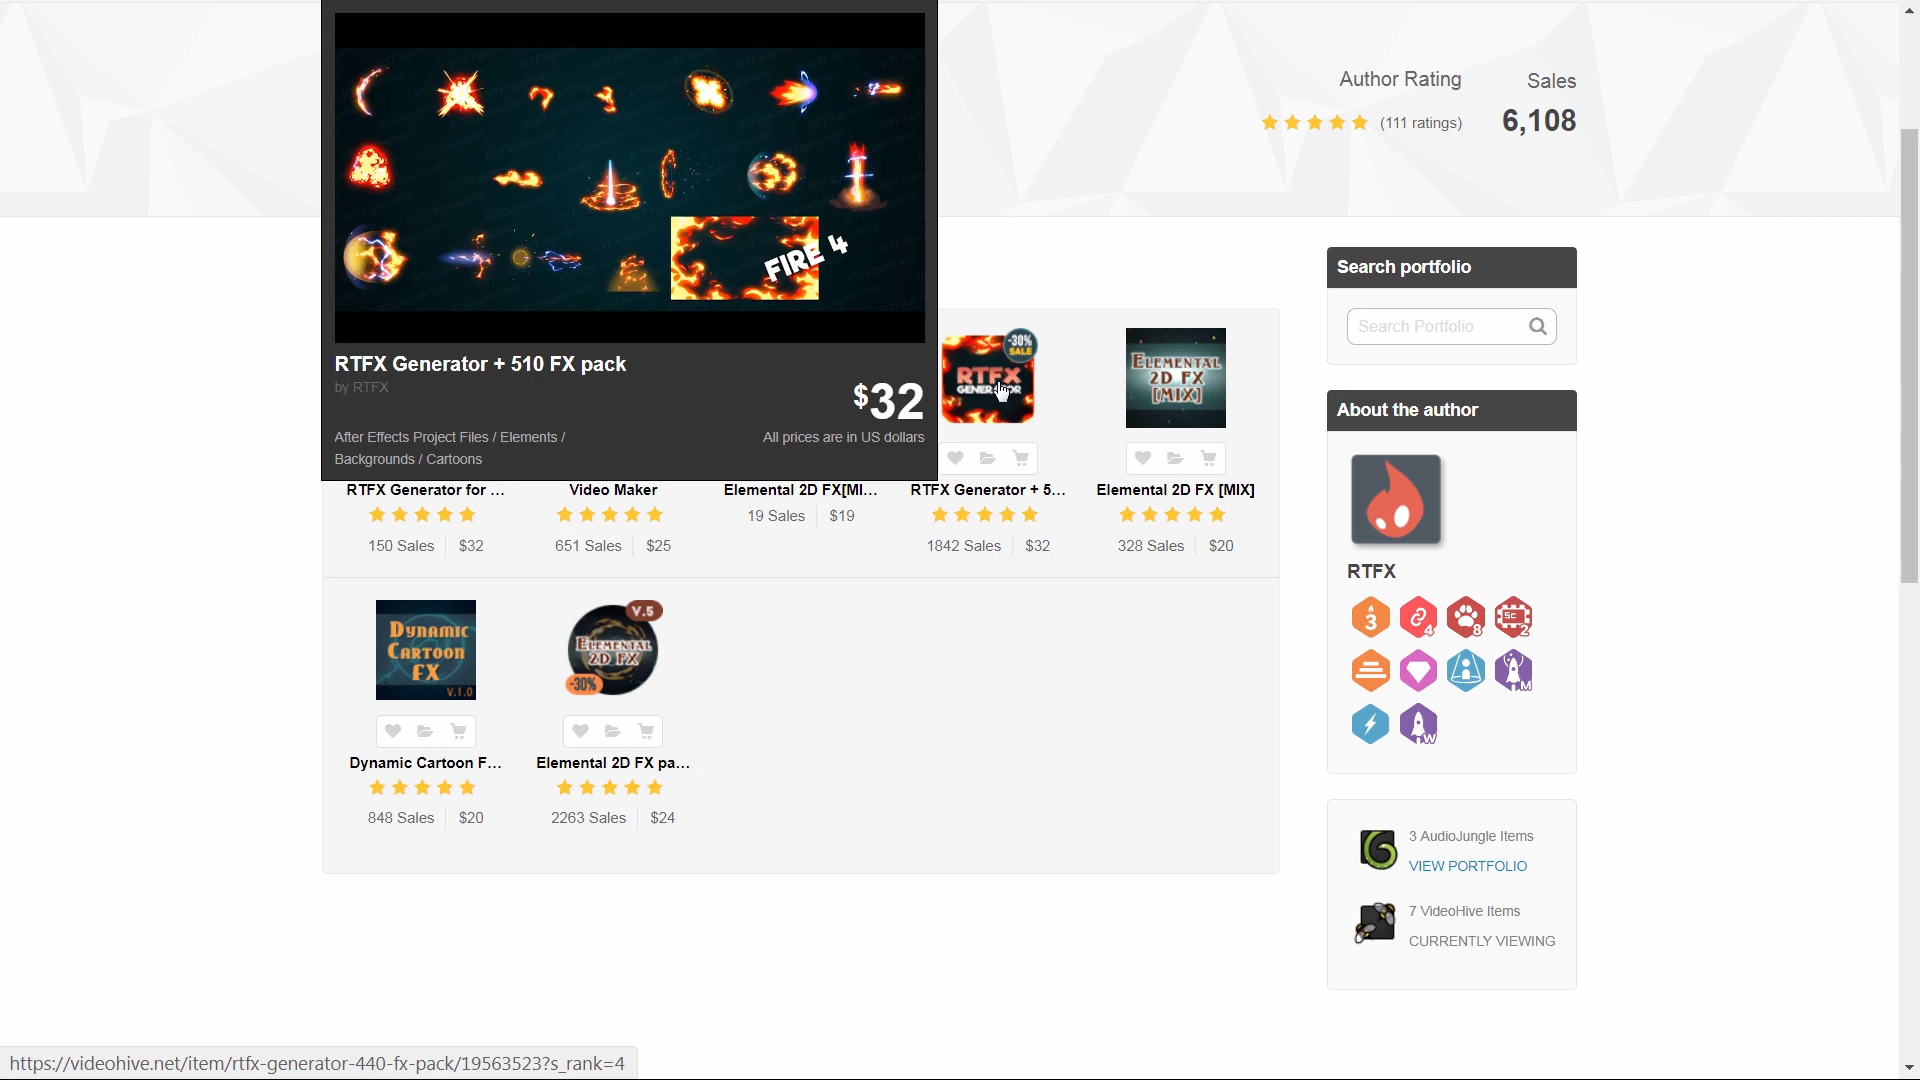 FIRE 4
RTFX Generator + 510 FX pack
by RTFX
$32
After Effects Project Files / Elements /
Backgrounds / Cartoons
All prices are in US dollars
Author Rating
(111 ratings)
Sales
6,108
-30%
SALE
RTFX
GENERATOR
ELEMENTAL
2D FX
[MIX]
RTFX Generator for ...
150 Sales $32
Video Maker
651 Sales $25
Elemental 2D FX[MI...
19 Sales $19
RTFX Generator + 5...
1842 Sales $32
Elemental 2D FX [MIX]
328 Sales $20
DYNAMIC
CARTOON
FX
V.1.0
Dynamic Cartoon F...
848 Sales $20
V.5
ELEMENTAL
2D FX
-30%
Elemental 2D FX pa...
2263 Sales $24
Search portfolio
Search Portfolio
About the author
RTFX
3
4
8
SC
2
M
W
3 AudioJungle Items
VIEW PORTFOLIO
7 VideoHive Items
CURRENTLY VIEWING
https://videohive.net/item/rtfx-generator-440-fx-pack/19563523?s_rank=4